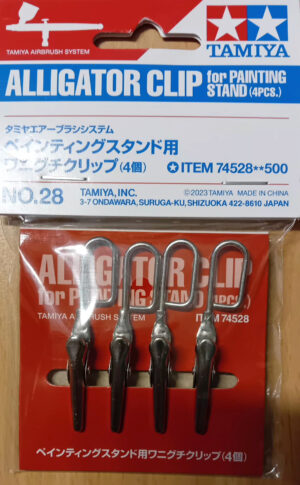 TAMIYA AIRBRUSH SYSTEM
TAMIYA
ALLIGATOR CLIP for PAINTING STAND (4PCS.)
タミヤエアーブラシシステム
ペインティングスタンド用
ワニグチクリップ(4個)
ITEM 74528**500
NO.28
TAMIYA, INC.
©2023 TAMIYA MADE IN CHINA
3-7 ONDAWARA, SURUGA-KU, SHIZUOKA 422-8610 JAPAN
ALLIGATOR CLIP
for PAINTING STAND (4PCS.)
TAMIYA AIRBRUSH SYSTEM
ITEM 74528
ペインティングスタンド用ワニグチクリップ(4個)